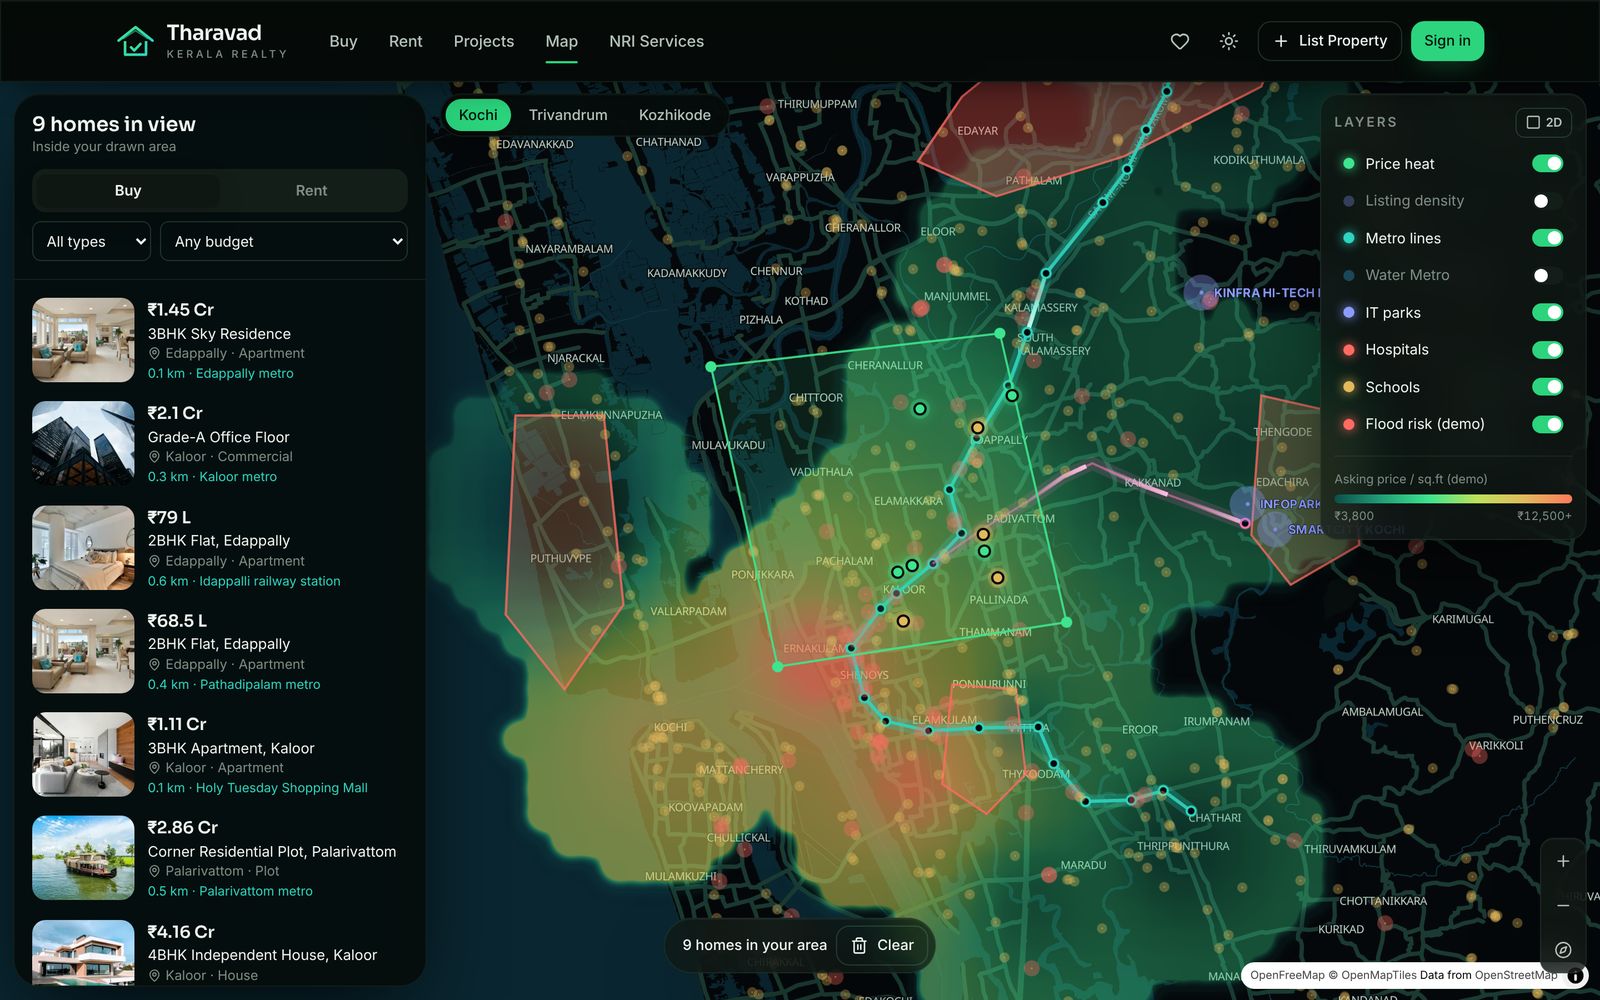 Tharavad
KERALA REALTY
Buy
Rent
Projects
Map
NRI Services
List Property
Sign in
9 homes in view
Inside your drawn area
Buy
Rent
All types
Any budget
₹1.45 Cr
3BHK Sky Residence
Edappally · Apartment
0.1 km · Edappally metro
₹2.1 Cr
Grade-A Office Floor
Kaloor · Commercial
0.3 km · Kaloor metro
₹79 L
2BHK Flat, Edappally
Edappally · Apartment
0.6 km · Idappalli railway station
₹68.5 L
2BHK Flat, Edappally
Edappally · Apartment
0.4 km · Pathadipalam metro
₹1.11 Cr
3BHK Apartment, Kaloor
Kaloor · Apartment
0.1 km · Holy Tuesday Shopping Mall
₹2.86 Cr
Corner Residential Plot, Palarivattom
Palarivattom · Plot
0.5 km · Palarivattom metro
₹4.16 Cr
4BHK Independent House, Kaloor
Kaloor · House
Kochi
Trivandrum
Kozhikode
THIRUMUPPAM
EDAVANAKKAD
CHATHANAD
EDAYAR
KODIKUTHUMALA
VARAPPUZHA
PATHALAM
CHERANALLOR
ELOOR
NAYARAMBALAM
KADAMAKKUDY
CHENNUR
KOTHAD
MANJUMMEL
KINFRA HI-TECH
KALAMASSERY
PIZHALA
SOUTH
KALAMASSERY
NJARACKAL
CHERANALLUR
CHITTOOR
ELAMKUNNAPUZHA
MULAVUKADU
DAPPALLY
THENGODE
VADUTHALA
KAKKANAD
EDACHIRA
ELAMAKKARA
INFOPARK
PADIVATTOM
SMARTCITY KOCHI
PUTHUVYPE
PACHALAM
PONJIKKARA
KALOOR
PALLINADA
VALLARPADAM
KARIMUGAL
THAMMANAM
ERNAKULAM
SHENOYS
PONNURUNNI
KOCHI
ELAMKULAM
VYTTILA
EROOR
IRUMPANAM
AMBALAMUGAL
PUTHENCRUZ
VARIKKOLI
MATTANCHERRY
THYKOODAM
KOOVAPADAM
CHATHARI
CHULLICKAL
THRIPPUNITHURA
THIRUVAMKULAM
MARADU
MULAMKUZHI
CHOTTANIKKARA
KURIKAD
MANA
KANDANAD
LAYERS
2D
Price heat
Listing density
Metro lines
Water Metro
IT parks
Hospitals
Schools
Flood risk (demo)
Asking price / sq.ft (demo)
₹3,800
₹12,500+
9 homes in your area
Clear
OpenFreeMap © OpenMapTiles Data from OpenStreetMap